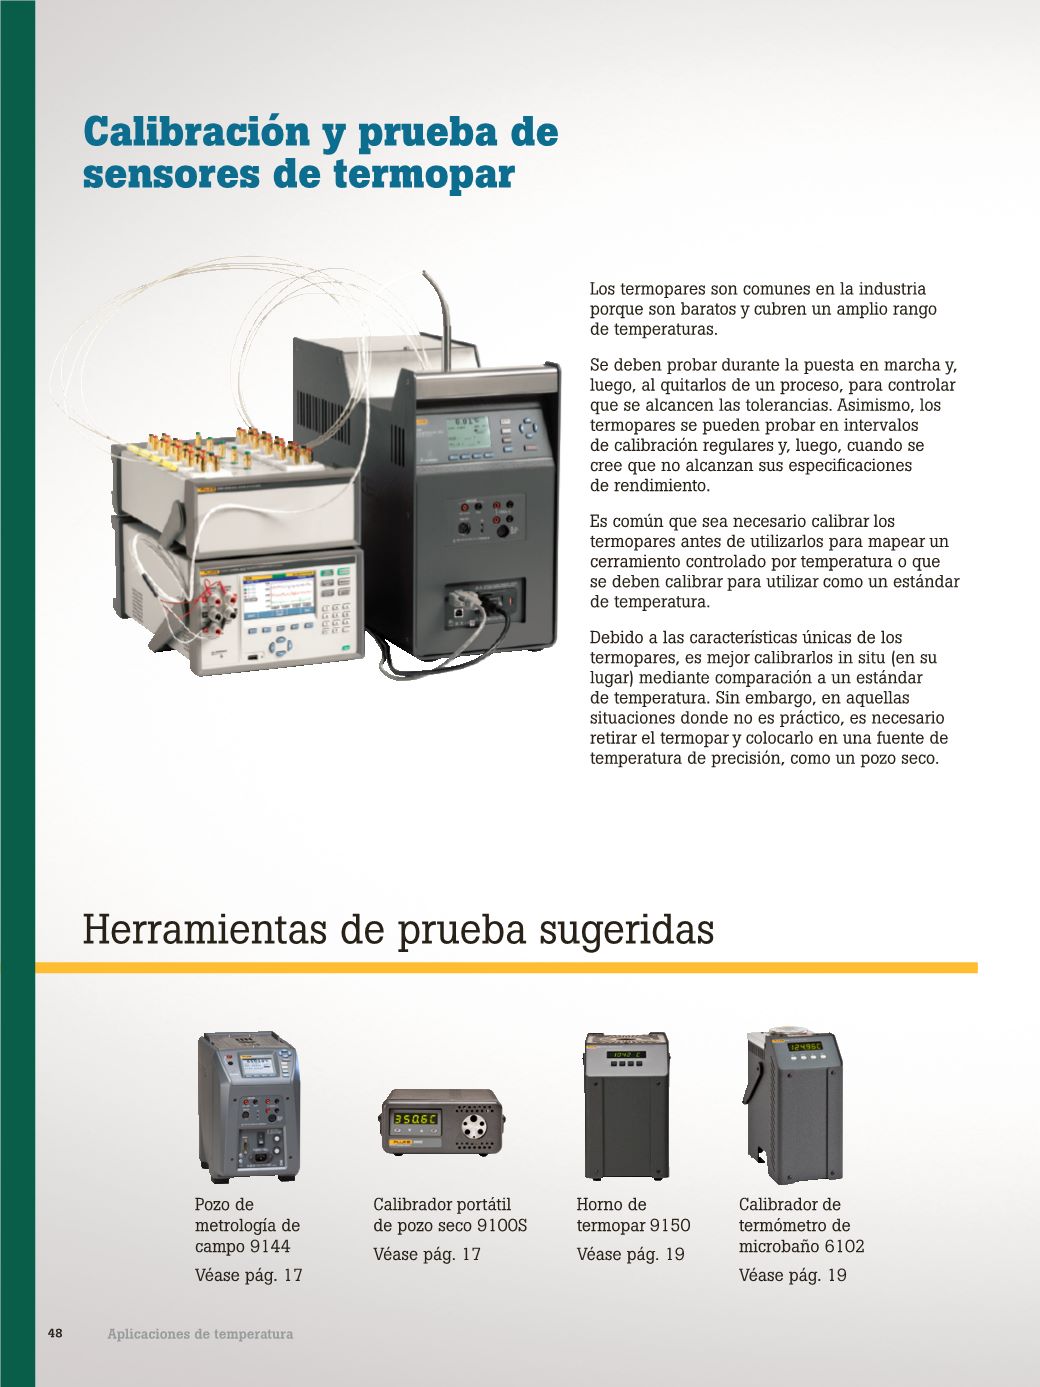 Calibración y prueba de
sensores de termopar
Los termopares son comunes en la industria
porque son baratos y cubren un amplio rango
de temperaturas.
Se deben probar durante la puesta en marcha y,
luego, al quitarlos de un proceso, para controlar
que se alcancen las tolerancias. Asimismo, los
termopares se pueden probar en intervalos
de calibración regulares y, luego, cuando se
cree que no alcanzan sus especificaciones
de rendimiento.
Es común que sea necesario calibrar los
termopares antes de utilizarlos para mapear un
cerramiento controlado por temperatura o que
se deben calibrar para utilizar como un estándar
de temperatura.
Debido a las características únicas de los
termopares, es mejor calibrarlos in situ (en su
lugar) mediante comparación a un estándar
de temperatura. Sin embargo, en aquellas
situaciones donde no es práctico, es necesario
retirar el termopar y colocarlo en una fuente de
temperatura de precisión, como un pozo seco.
Herramientas de prueba sugeridas
350.6C
FLUKE
1042 C
124.96C
Pozo de
metrología de
campo 9144
Véase pág. 17
Calibrador portátil
de pozo seco 9100S
Véase pág. 17
Horno de
termopar 9150
Véase pág. 19
Calibrador de
termómetro de
microbaño 6102
Véase pág. 19
48
Aplicaciones de temperatura